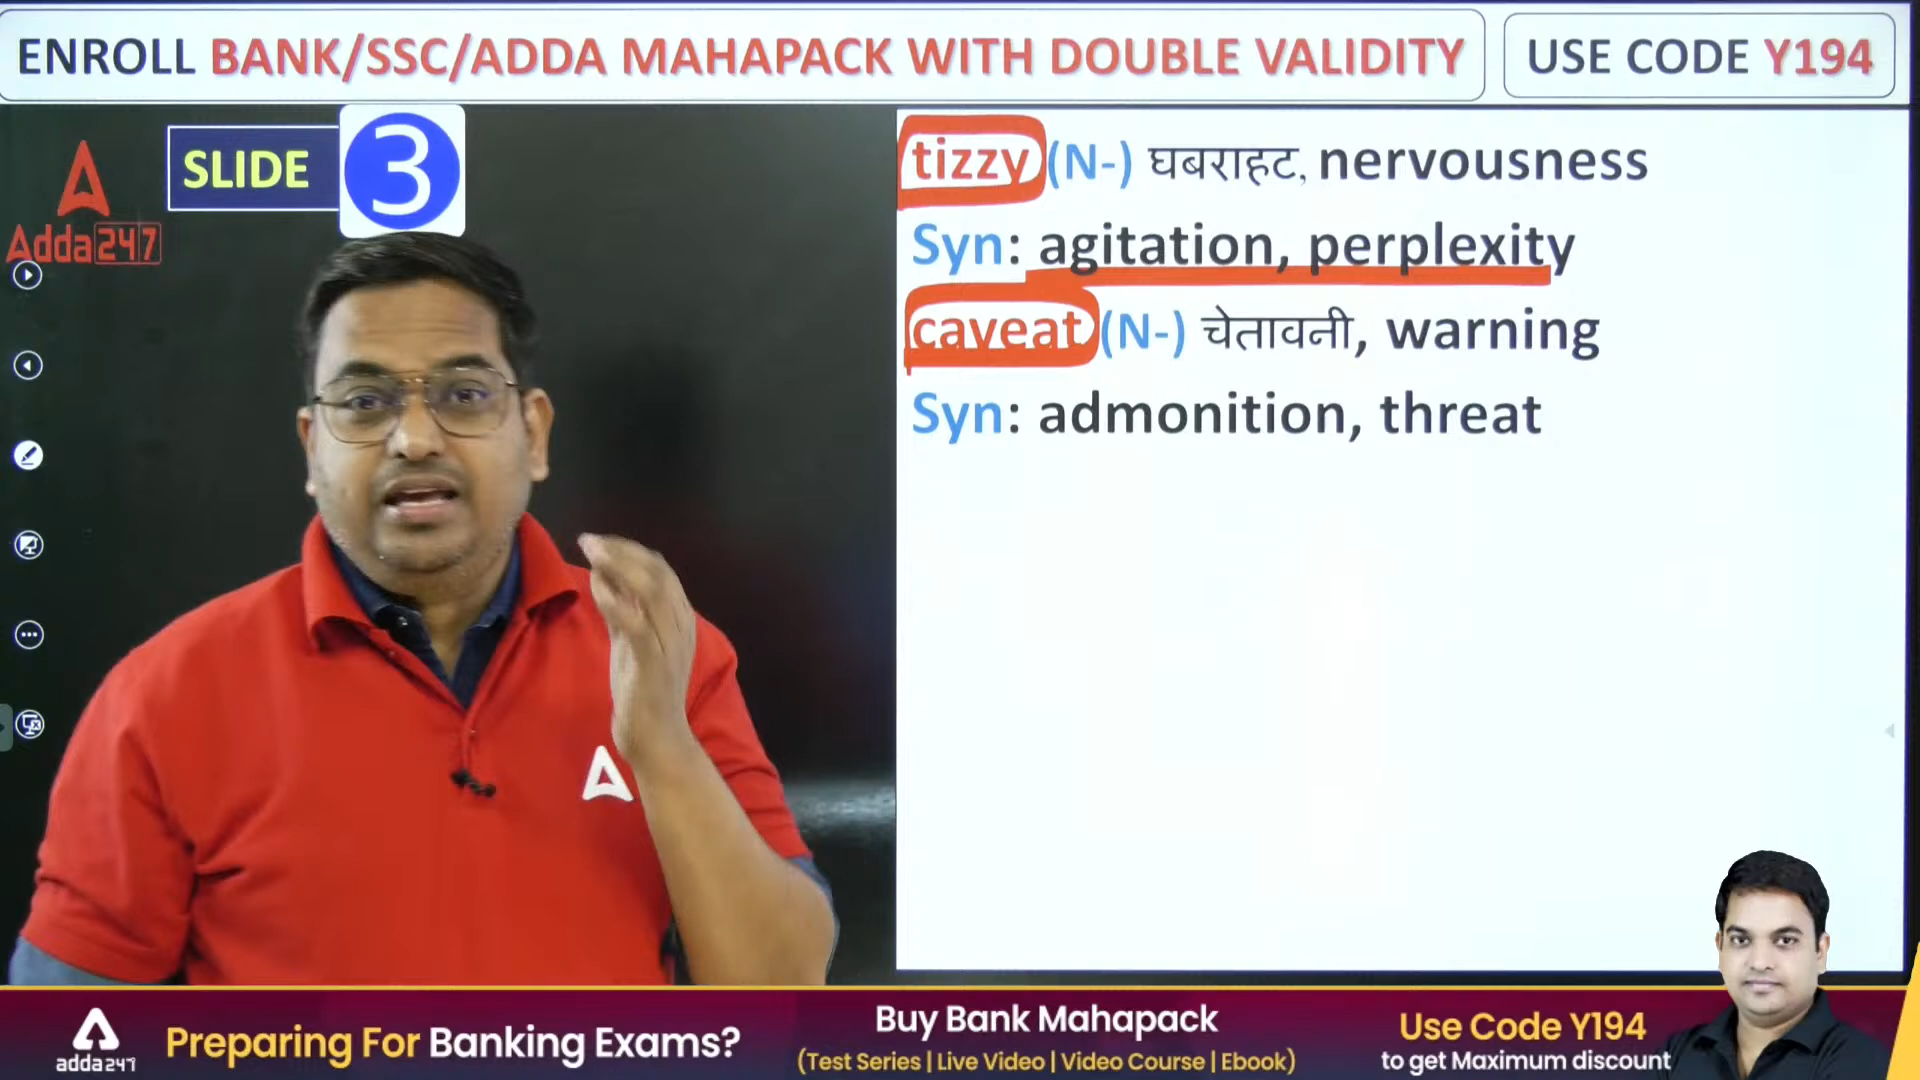 ENROLL BANK/SSC/ADDA MAHAPACK WITH DOUBLE VALIDITY
USE CODE Y194
SLIDE 3
Adda247
tizzy (N-) घबराहट, nervousness
Syn: agitation, perplexity
caveat (N-) चेतावनी, warning
Syn: admonition, threat
adda247
Preparing For Banking Exams?
Buy Bank Mahapack
(Test Series | Live Video | Video Course | Ebook)
Use Code Y194
to get Maximum discount